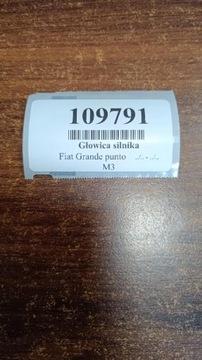 109791
Głowica silnika
Fiat Grande punto
M3